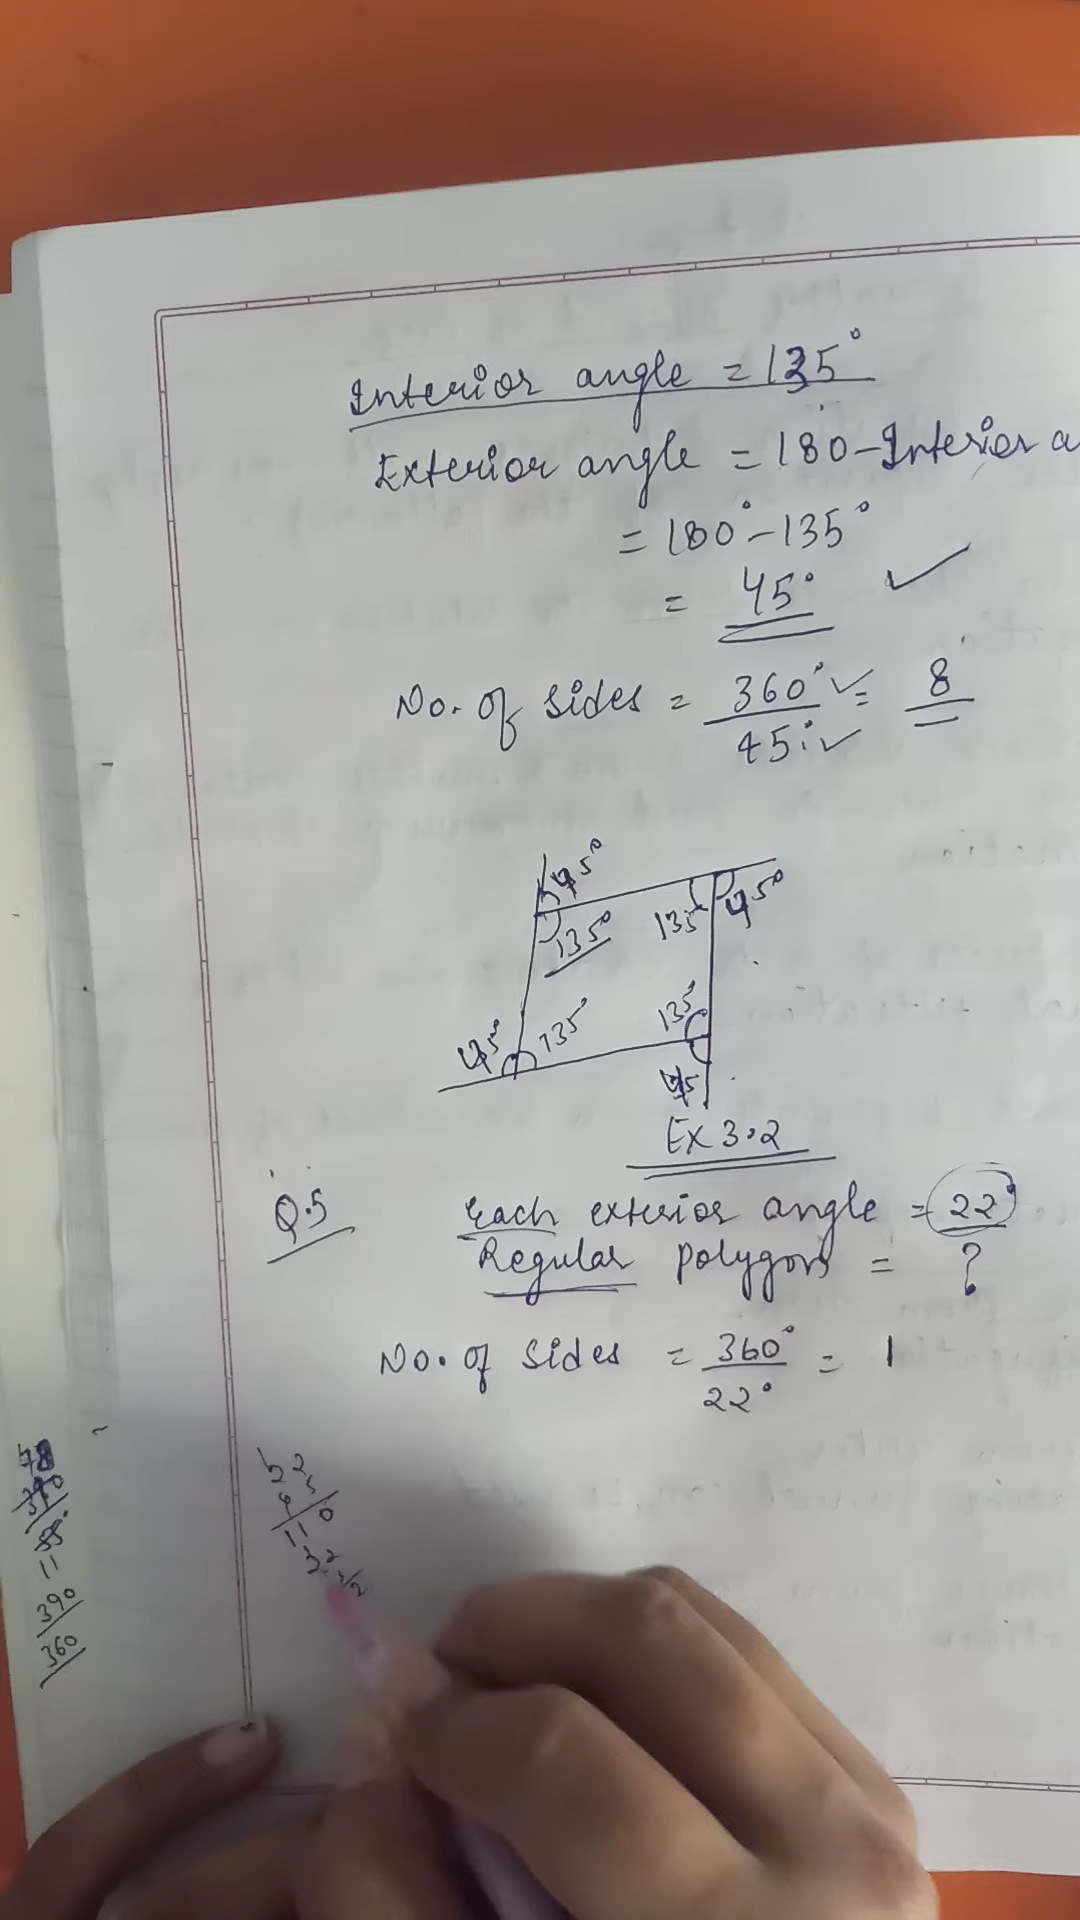 Interior angle = 135°
Exterior angle = 180-Interior a
= 180° - 135°
= 45° ✓
No. of sides = 360° ✓ = 8
45° ✓
45°
135°
135°
45°
45°
135°
135°
45
Ex 3.2
Q.5 Each exterior angle = 22°
Regular polygons = ?
No. of sides = 360° = 1
22°
390
360